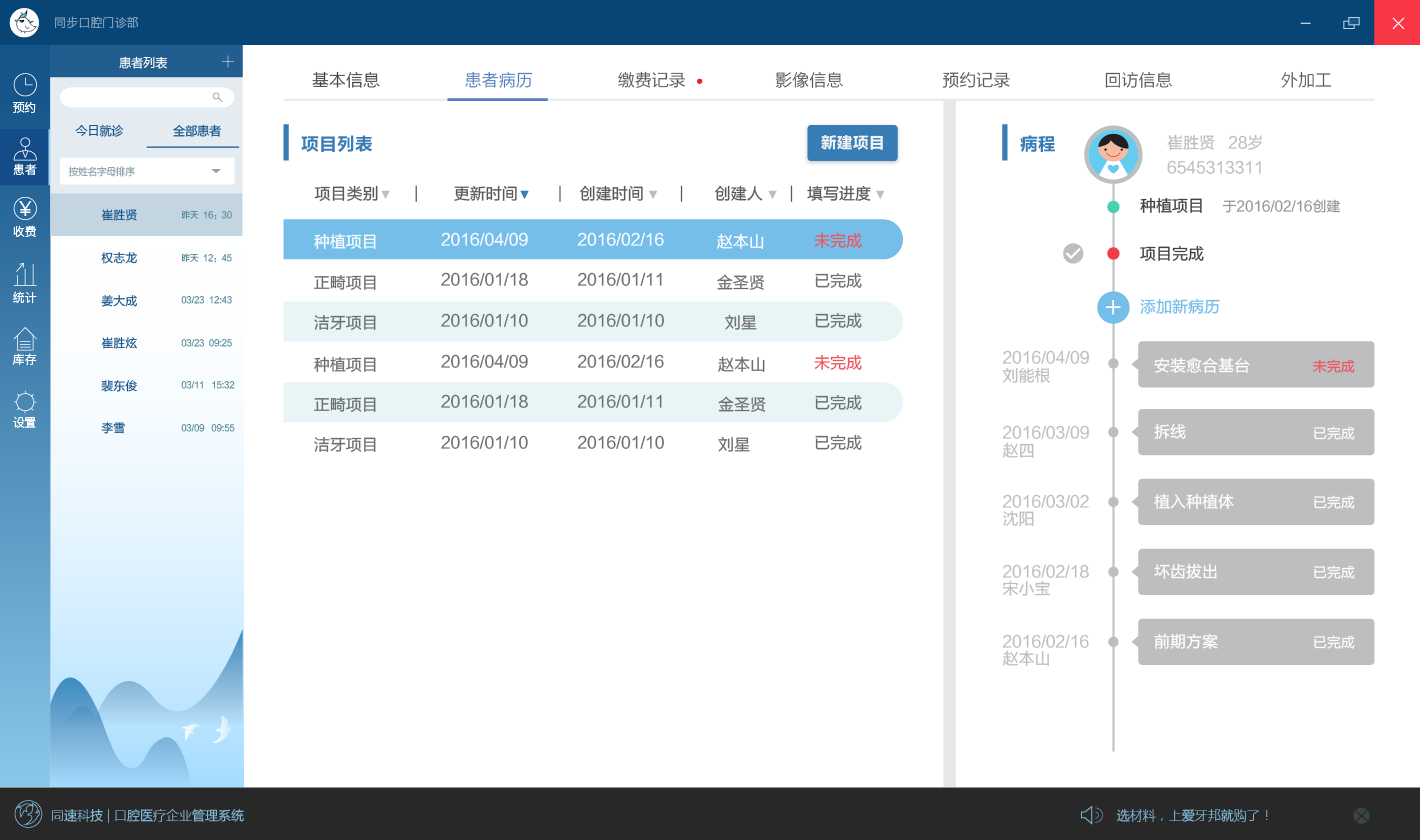 同步口腔门诊部
预约
患者
收费
统计
库存
设置
患者列表
今日就诊 全部患者
按姓名字母排序
崔胜贤 昨天 16；30
权志龙 昨天 12；45
姜大成 03/23 12:43
崔胜炫 03/23 09:25
裴东俊 03/11 15:32
李雪 03/09 09:55
基本信息 患者病历 缴费记录 影像信息 预约记录 回访信息 外加工
项目列表 新建项目
项目类别 | 更新时间 | 创建时间 | 创建人 | 填写进度
种植项目 2016/04/09 2016/02/16 赵本山 未完成
正畸项目 2016/01/18 2016/01/11 金圣贤 已完成
洁牙项目 2016/01/10 2016/01/10 刘星 已完成
种植项目 2016/04/09 2016/02/16 赵本山 未完成
正畸项目 2016/01/18 2016/01/11 金圣贤 已完成
洁牙项目 2016/01/10 2016/01/10 刘星 已完成
病程
崔胜贤 28岁
6545313311
种植项目 于2016/02/16创建
项目完成
添加新病历
2016/04/09
刘能根
安装愈合基台 未完成
2016/03/09
赵四
拆线 已完成
2016/03/02
沈阳
植入种植体 已完成
2016/02/18
宋小宝
坏齿拔出 已完成
2016/02/16
赵本山
前期方案 已完成
同速科技 | 口腔医疗企业管理系统
选材料，上爱牙邦就购了！